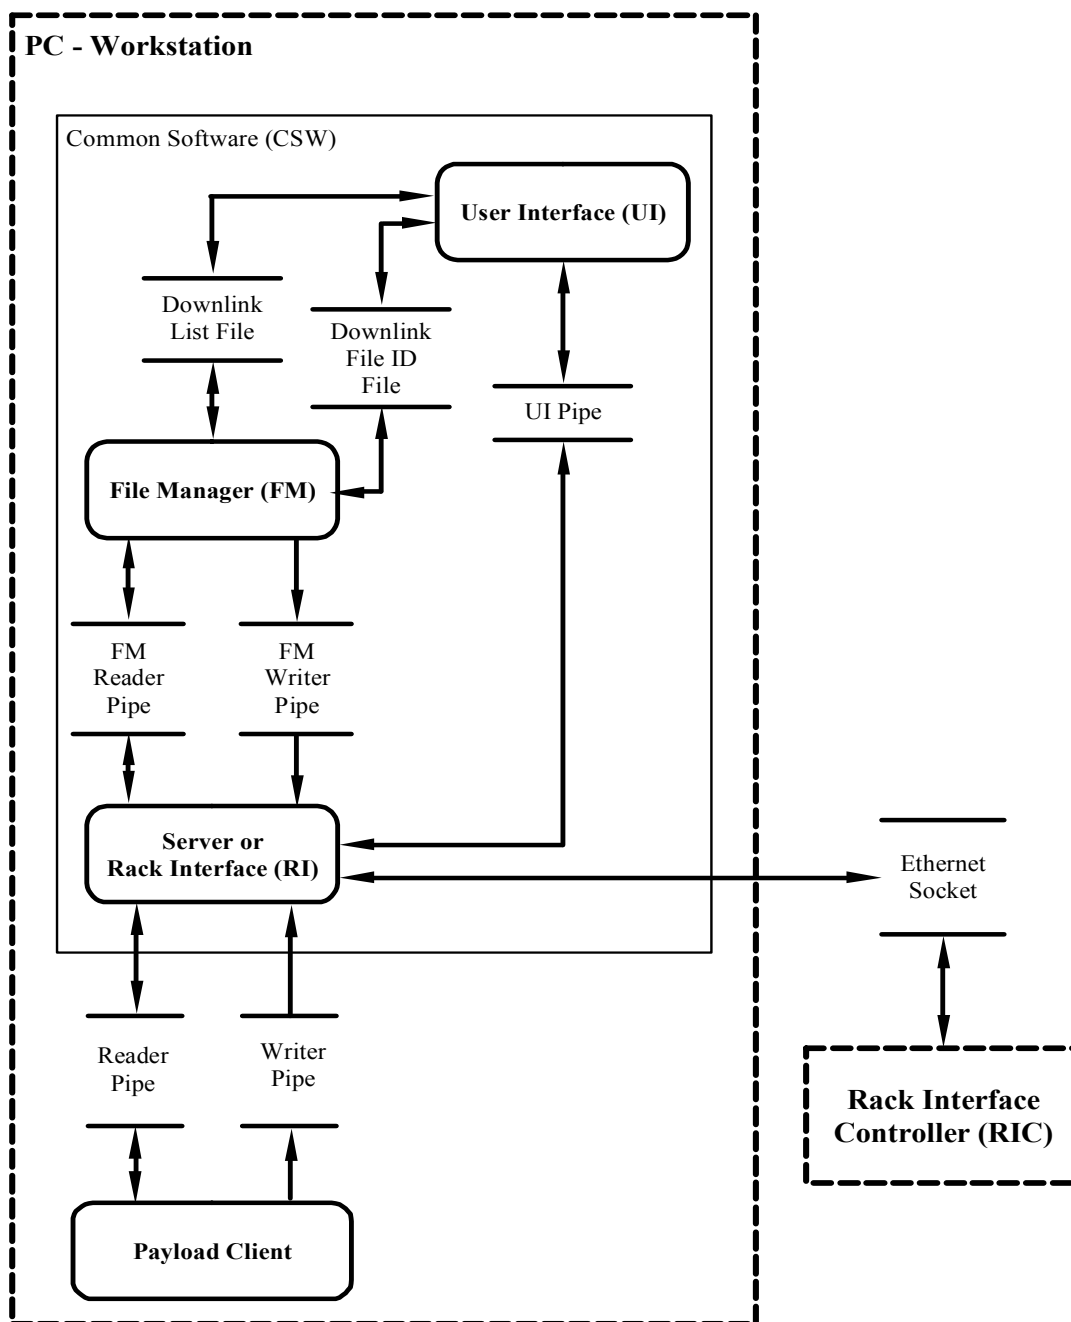 PC - Workstation
Common Software (CSW)
User Interface (UI)
Downlink
List File
Downlink
File ID
File
UI Pipe
File Manager (FM)
FM
Reader
Pipe
FM
Writer
Pipe
Server or
Rack Interface (RI)
Ethernet
Socket
Reader
Pipe
Writer
Pipe
Rack Interface
Controller (RIC)
Payload Client